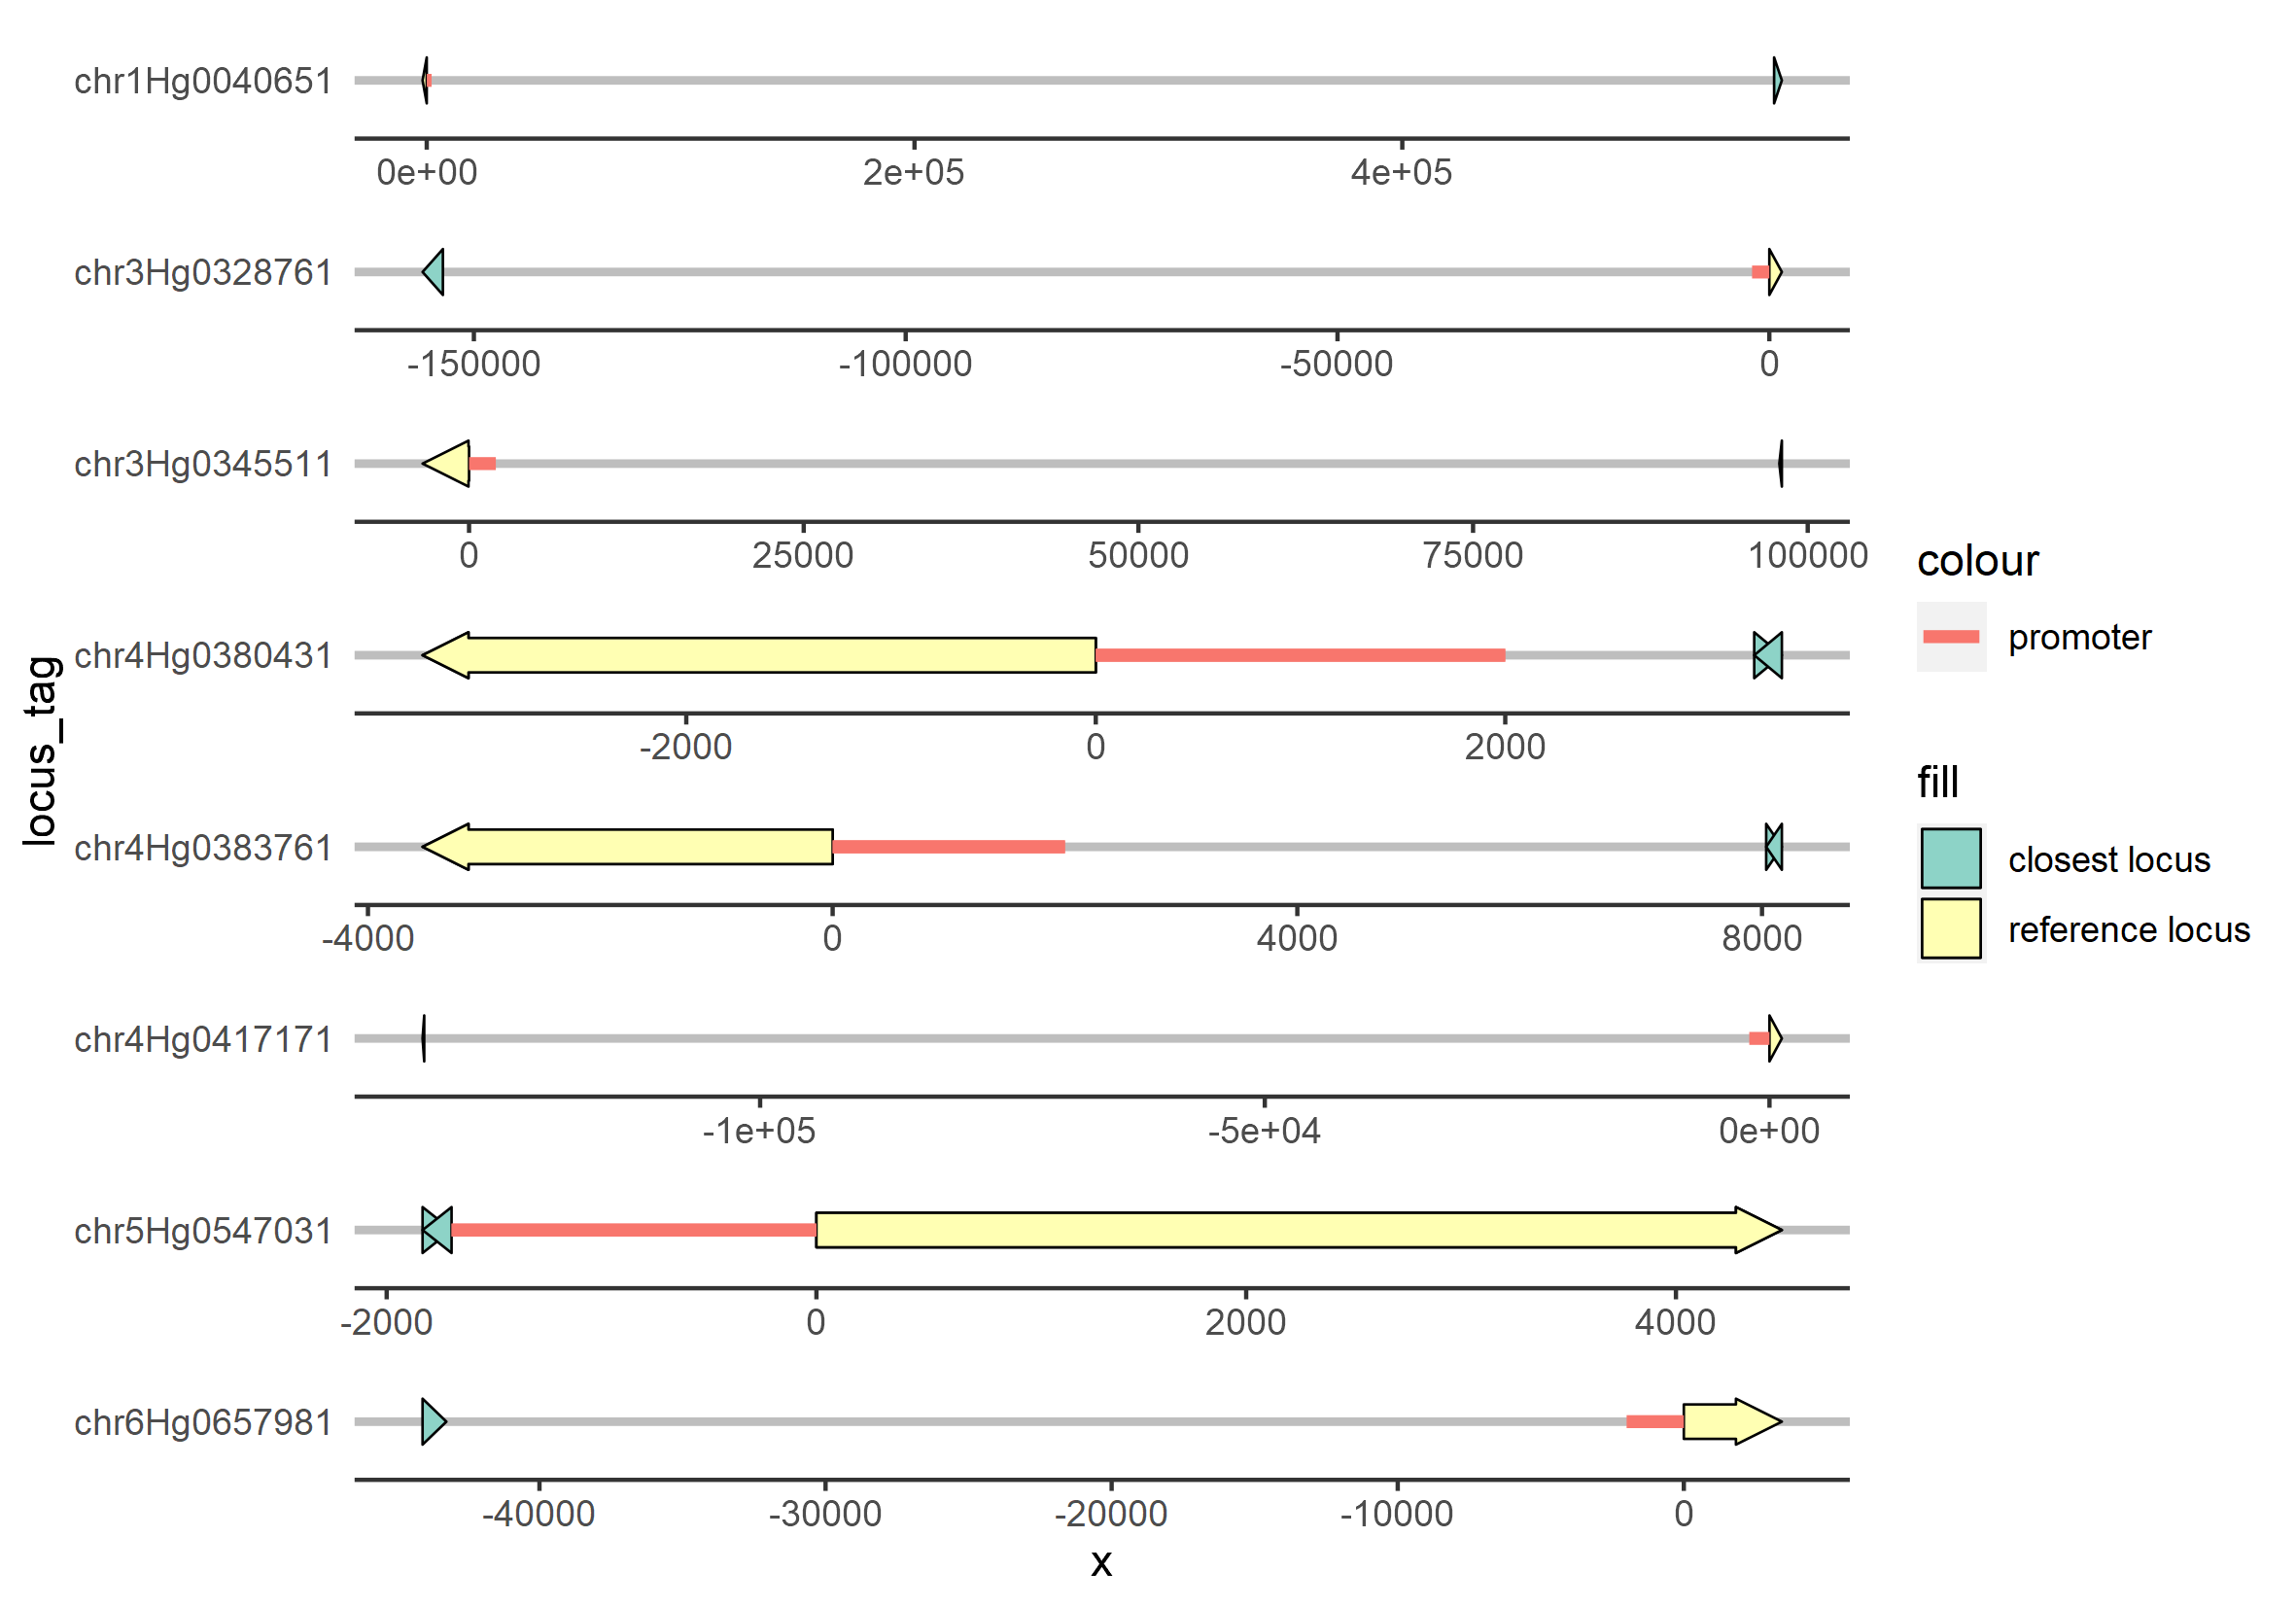 chr1Hg0040651
0e+00 2e+05 4e+05
chr3Hg0328761
-150000 -100000 -50000 0
chr3Hg0345511
0 25000 50000 75000 100000
chr4Hg0380431
-2000 0 2000
chr4Hg0383761
-4000 0 4000 8000
chr4Hg0417171
-1e+05 -5e+04 0e+00
chr5Hg0547031
-2000 0 2000 4000
chr6Hg0657981
-40000 -30000 -20000 -10000 0
x
locus_tag
colour
promoter
fill
closest locus
reference locus